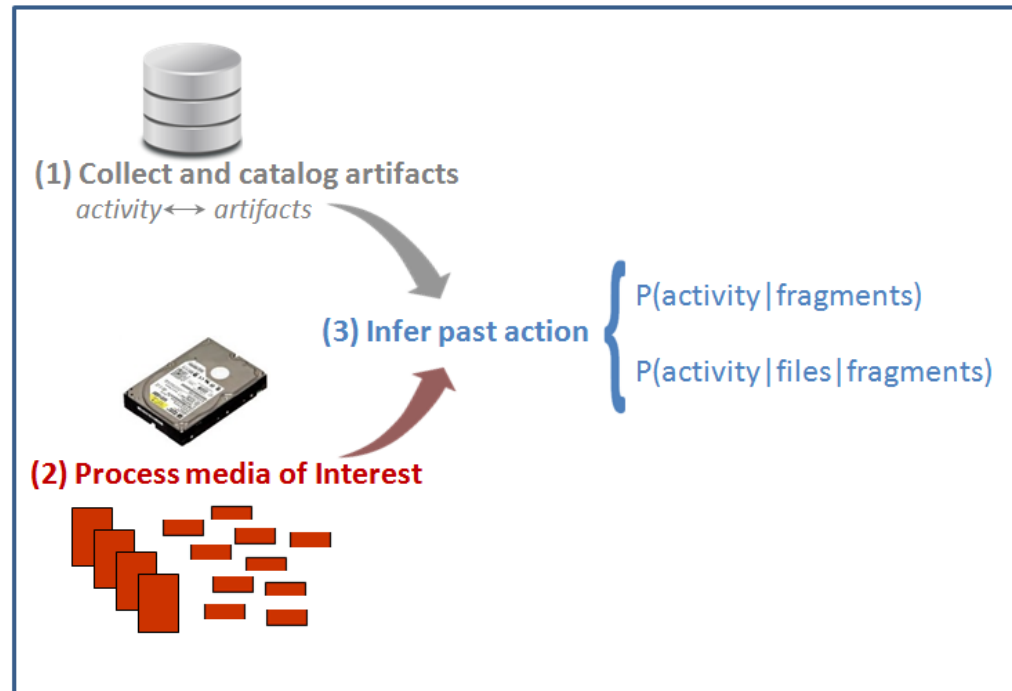 (1) Collect and catalog artifacts
activity↔ artifacts
(3) Infer past action
P(activity|fragments)
P(activity|files|fragments)
(2) Process media of Interest